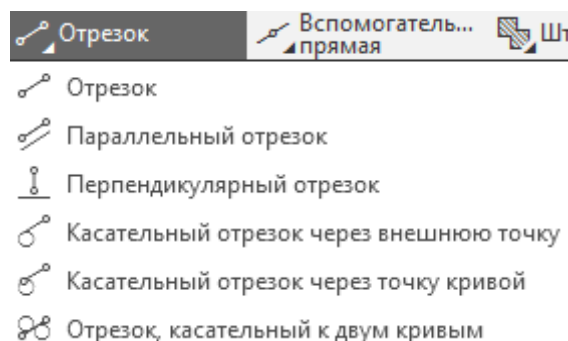 Отрезок
Вспомогатель...
прямая
Отрезок
Параллельный отрезок
Перпендикулярный отрезок
Касательный отрезок через внешнюю точку
Касательный отрезок через точку кривой
Отрезок, касательный к двум кривым